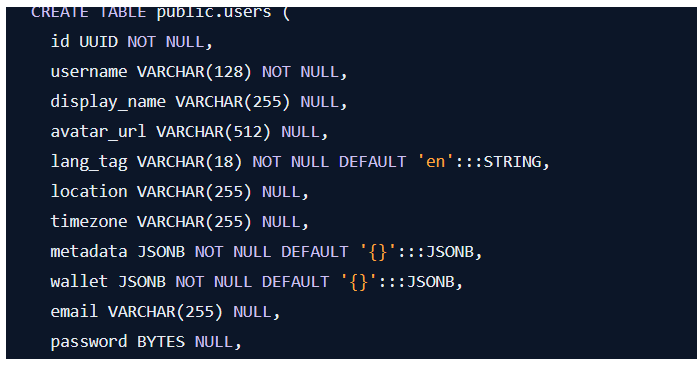 CREATE TABLE public.users (
id UUID NOT NULL,
username VARCHAR(128) NOT NULL,
display_name VARCHAR(255) NULL,
avatar_url VARCHAR(512) NULL,
lang_tag VARCHAR(18) NOT NULL DEFAULT 'en':::STRING,
location VARCHAR(255) NULL,
timezone VARCHAR(255) NULL,
metadata JSONB NOT NULL DEFAULT '{}':::JSONB,
wallet JSONB NOT NULL DEFAULT '{}':::JSONB,
email VARCHAR(255) NULL,
password BYTES NULL,